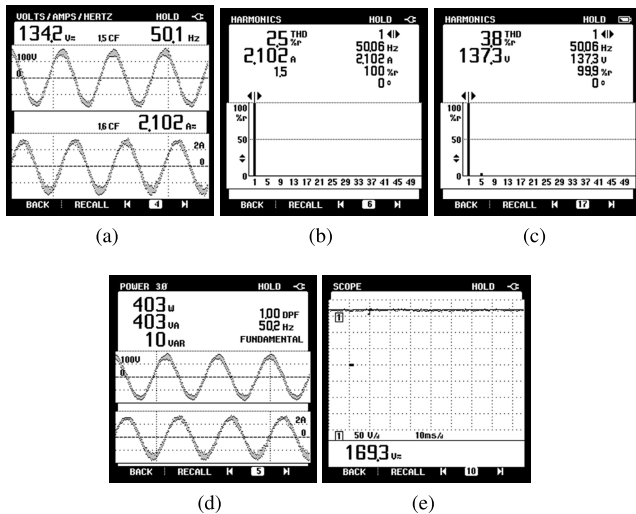 VOLTS/AMPS/HERTZ HOLD
134.2 V≂ 1.5 CF 50.1 Hz
100V
0
1.6 CF 2.102 A≂
2A
0
BACK RECALL 4
(a)
HARMONICS HOLD
2.5 THD %r 1
2.102 A 50.06 Hz
1.5 2.102 A
100 %r
0 °
100
%r
50
0
1 5 9 13 17 21 25 29 33 37 41 45 49
BACK RECALL 6
(b)
HARMONICS HOLD
3.8 THD %r 1
137.3 V 50.06 Hz
137.3 V
99.9 %r
0 °
100
%r
50
0
1 5 9 13 17 21 25 29 33 37 41 45 49
BACK RECALL 17
(c)
POWER 3.0 HOLD
403 W
403 VA 1.00 DPF
10 VAR 50.2 Hz
FUNDAMENTAL
100V
0
2A
0
BACK RECALL 5
(d)
SCOPE HOLD
1
1 50 V/ 10ms/
169.3 V≂
BACK RECALL 10
(e)